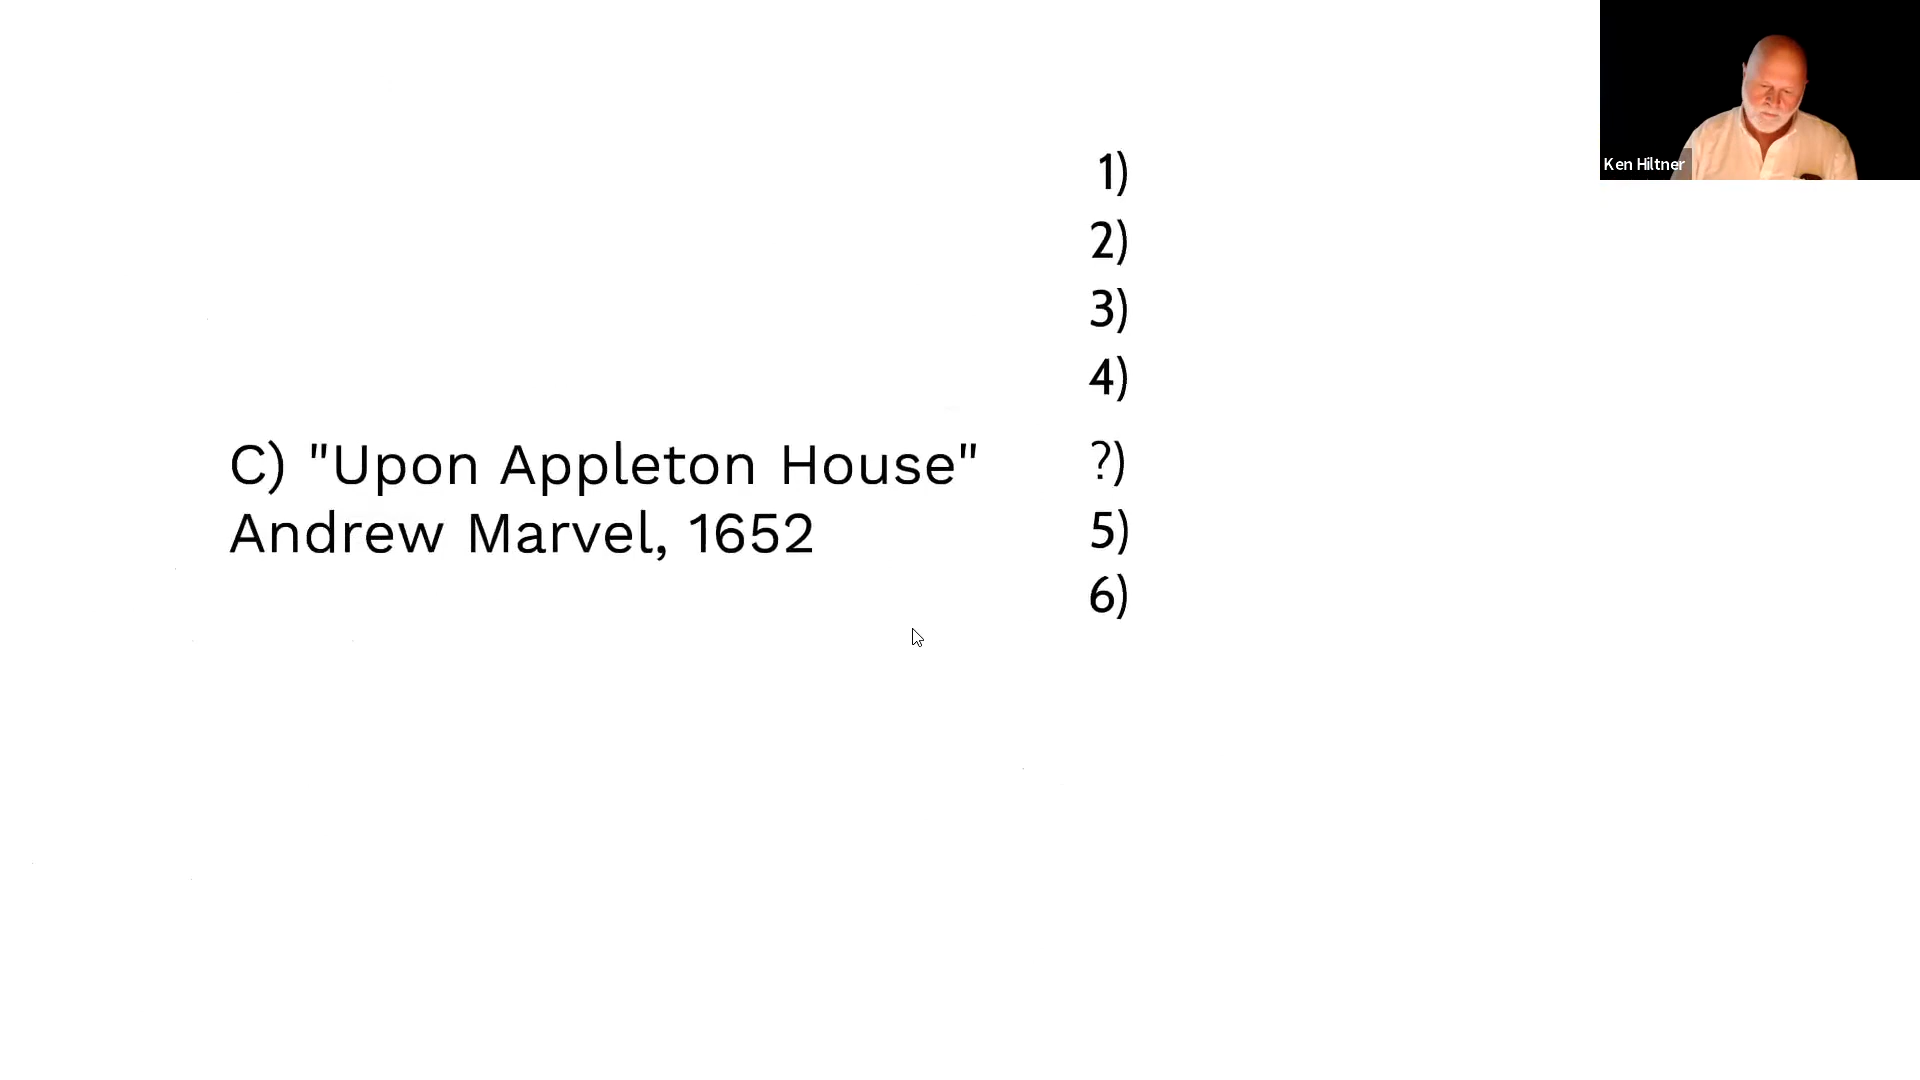 Ken Hiltner
1)
2)
3)
4)
C) "Upon Appleton House"
Andrew Marvel, 1652
?)
5)
6)